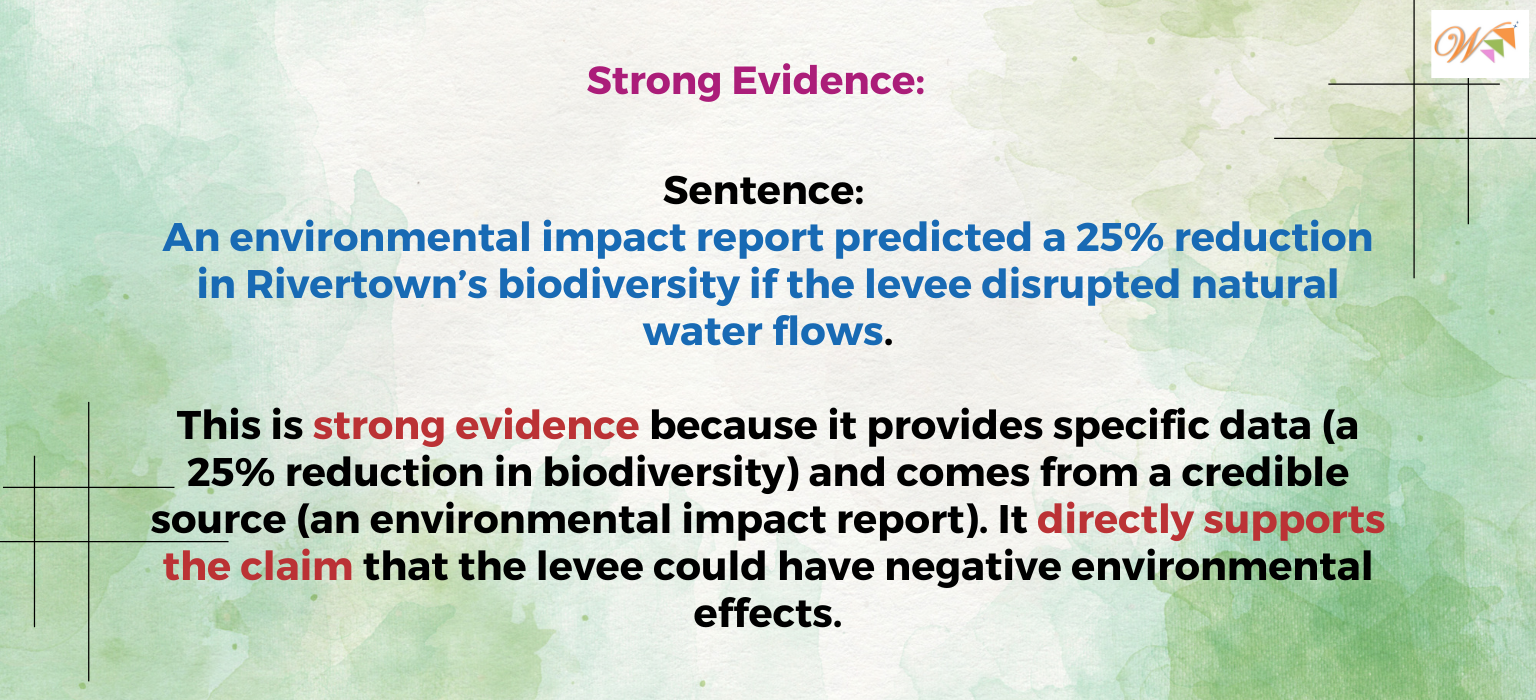 W
Strong Evidence:
Sentence:
An environmental impact report predicted a 25% reduction
in Rivertown’s biodiversity if the levee disrupted natural
water flows.
This is strong evidence because it provides specific data (a
25% reduction in biodiversity) and comes from a credible
source (an environmental impact report). It directly supports
the claim that the levee could have negative environmental
effects.